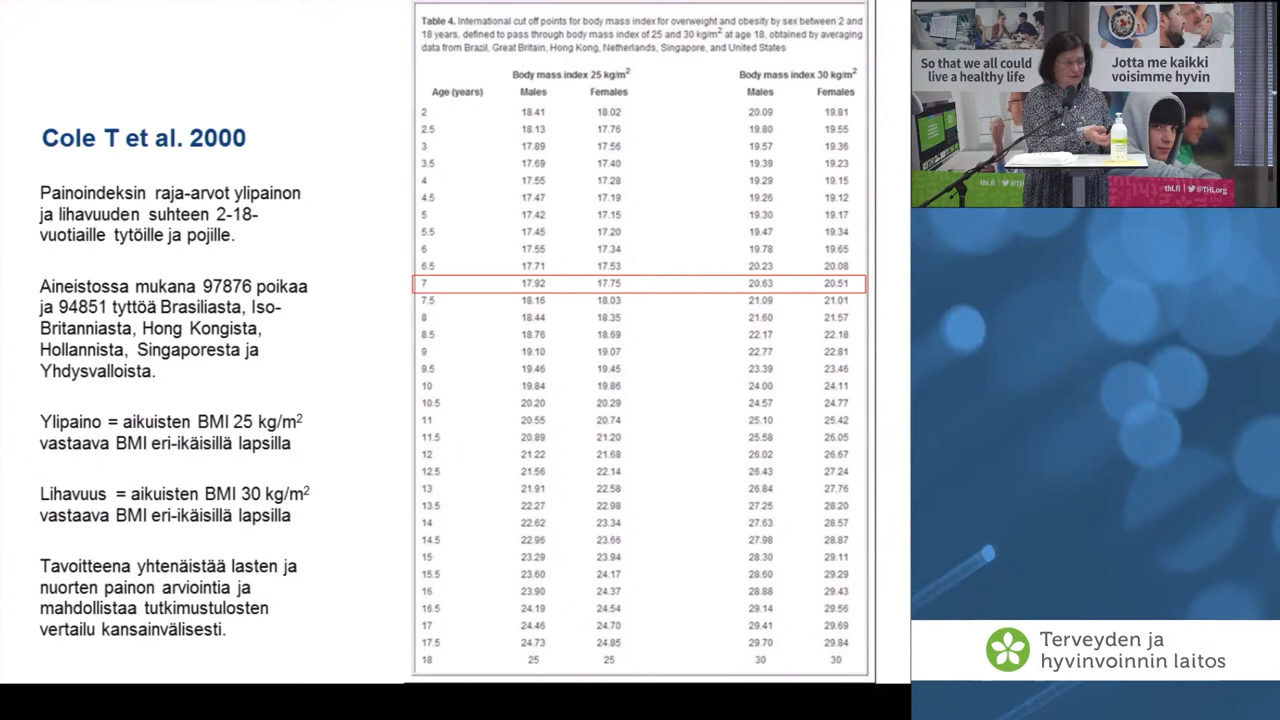 Cole T et al. 2000
Painoindeksin raja-arvot ylipainon
ja lihavuuden suhteen 2-18-
vuotiaille tytöille ja pojille.
Aineistossa mukana 97876 poikaa
ja 94851 tyttöä Brasiliasta, Iso-
Britanniasta, Hong Kongista,
Hollannista, Singaporesta ja
Yhdysvalloista.
Ylipaino = aikuisten BMI 25 kg/m²
vastaava BMI eri-ikäisillä lapsilla
Lihavuus = aikuisten BMI 30 kg/m²
vastaava BMI eri-ikäisillä lapsilla
Tavoitteena yhtenäistää lasten ja
nuorten painon arviointia ja
mahdollistaa tutkimustulosten
vertailu kansainvälisesti.
Table 4. International cut off points for body mass index for overweight and obesity by sex between 2 and
18 years, defined to pass through body mass index of 25 and 30 kg/m² at age 18, obtained by averaging
data from Brazil, Great Britain, Hong Kong, Netherlands, Singapore, and United States
Body mass index 25 kg/m² Body mass index 30 kg/m²
Age (years) Males Females Males Females
2 18.41 18.02 20.09 19.81
2.5 18.13 17.76 19.80 19.55
3 17.89 17.56 19.57 19.36
3.5 17.69 17.40 19.39 19.23
4 17.55 17.28 19.29 19.15
4.5 17.47 17.19 19.26 19.12
5 17.42 17.15 19.30 19.17
5.5 17.45 17.20 19.47 19.34
6 17.55 17.34 19.78 19.65
6.5 17.71 17.53 20.23 20.08
7 17.92 17.75 20.63 20.51
7.5 18.16 18.03 21.09 21.01
8 18.44 18.35 21.60 21.57
8.5 18.76 18.69 22.17 22.18
9 19.10 19.07 22.77 22.81
9.5 19.46 19.45 23.39 23.46
10 19.84 19.86 24.00 24.11
10.5 20.20 20.29 24.57 24.77
11 20.55 20.74 25.10 25.42
11.5 20.89 21.20 25.58 26.05
12 21.22 21.68 26.02 26.67
12.5 21.56 22.14 26.43 27.24
13 21.91 22.58 26.84 27.76
13.5 22.27 22.98 27.25 28.20
14 22.62 23.34 27.63 28.57
14.5 22.96 23.66 27.98 28.87
15 23.29 23.94 28.30 29.11
15.5 23.60 24.17 28.60 29.29
16 23.90 24.37 28.88 29.43
16.5 24.19 24.54 29.14 29.56
17 24.46 24.70 29.41 29.69
17.5 24.73 24.85 29.70 29.84
18 25 25 30 30
So that we all could
live a healthy life
Jotta me kaikki
voisimme hyvin
thl.fi | @TH
thl.fi | @THLorg
Terveyden ja
hyvinvoinnin laitos